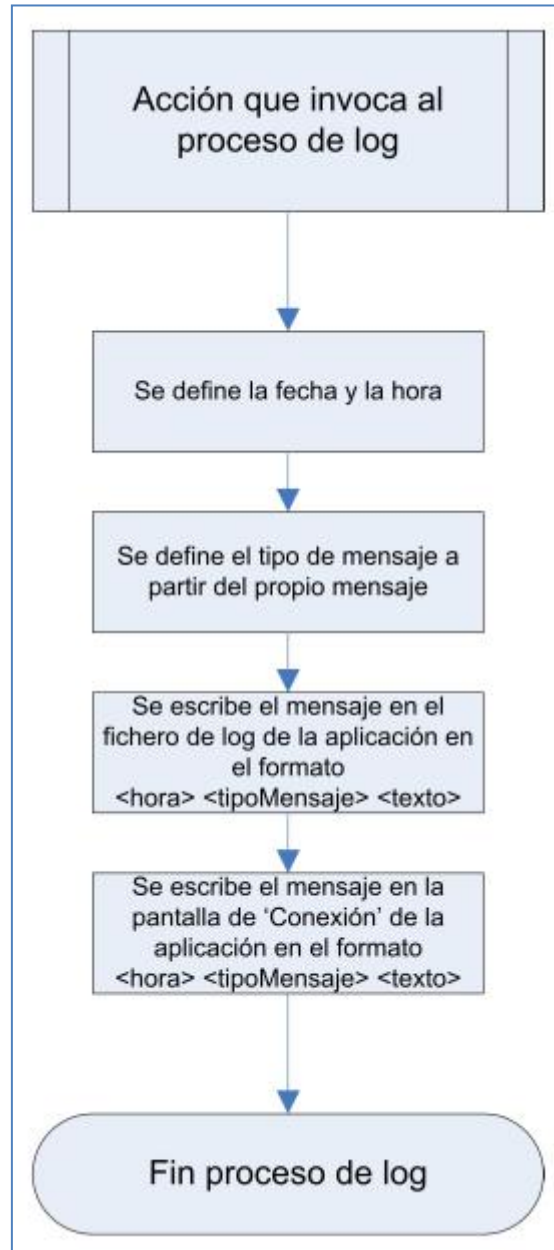 Acción que invoca al
proceso de log
Se define la fecha y la hora
Se define el tipo de mensaje a
partir del propio mensaje
Se escribe el mensaje en el
fichero de log de la aplicación en
el formato
<hora> <tipoMensaje> <texto>
Se escribe el mensaje en la
pantalla de ‘Conexión’ de la
aplicación en el formato
<hora> <tipoMensaje> <texto>
Fin proceso de log